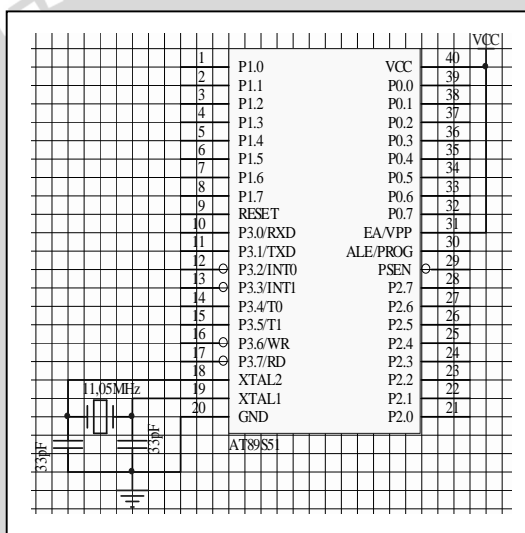 VCC
1 P1.0 VCC 40
2 P1.1 P0.0 39
3 P1.2 P0.1 38
4 P1.3 P0.2 37
5 P1.4 P0.3 36
6 P1.5 P0.4 35
7 P1.6 P0.5 34
8 P1.7 P0.6 33
9 RESET P0.7 32
10 P3.0/RXD EA/VPP 31
11 P3.1/TXD ALE/PROG 30
12 P3.2/INT0 PSEN 29
13 P3.3/INT1 P2.7 28
14 P3.4/T0 P2.6 27
15 P3.5/T1 P2.5 26
16 P3.6/WR P2.4 25
17 P3.7/RD P2.3 24
18 XTAL2 P2.2 23
19 XTAL1 P2.1 22
20 GND P2.0 21
11,05MHz
33pF
33pF
AT89S51